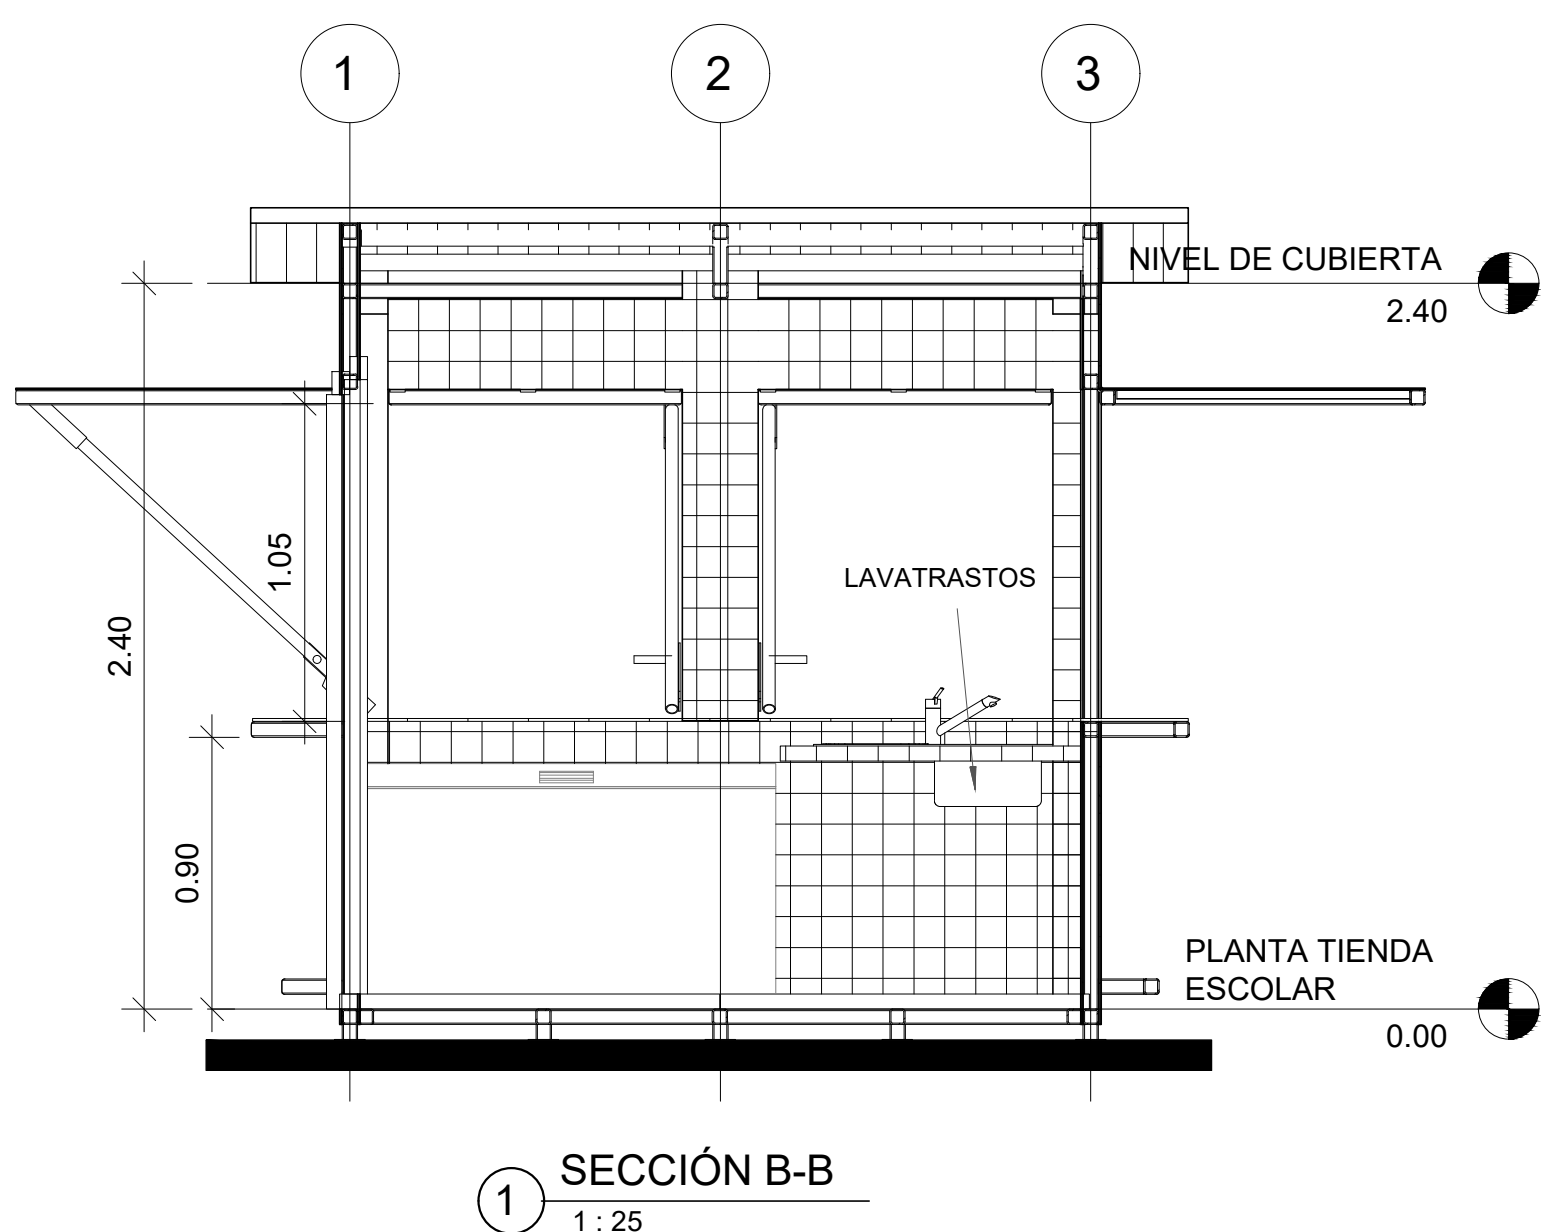 1
2
3
NIVEL DE CUBIERTA
2.40
1.05
LAVATRASTOS
2.40
0.90
PLANTA TIENDA
ESCOLAR
0.00
1
SECCIÓN B-B
1 : 25